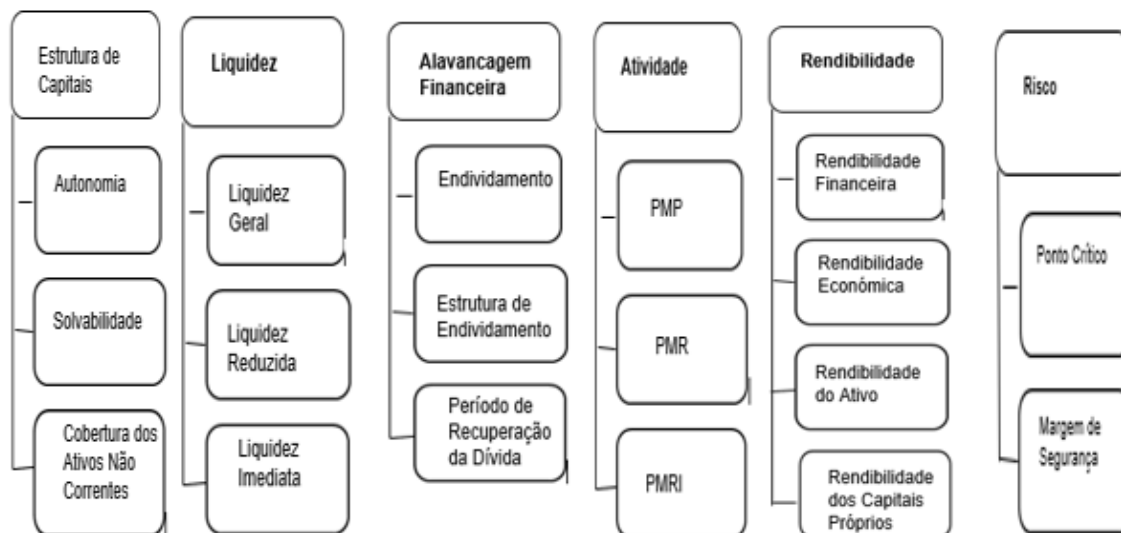 Estrutura de
Capitais
Autonomia
Solvabilidade
Cobertura dos
Ativos Não
Correntes
Liquidez
Liquidez
Geral
Liquidez
Reduzida
Liquidez
Imediata
Alavancagem
Financeira
Endividamento
Estrutura de
Endividamento
Período de
Recuperação
da Dívida
Atividade
PMP
PMR
PMRI
Rendibilidade
Rendibilidade
Financeira
Rendibilidade
Económica
Rendibilidade
do Ativo
Rendibilidade
dos Capitais
Próprios
Risco
Ponto Crítico
Margem de
Segurança